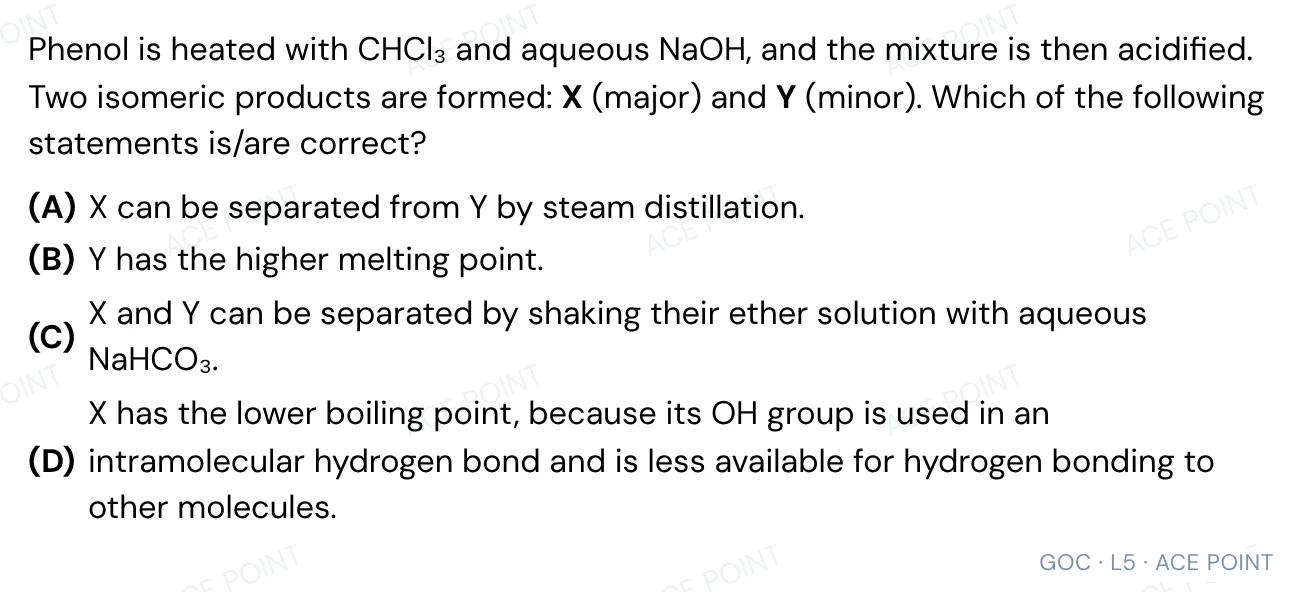 Phenol is heated with CHCl₃ and aqueous NaOH, and the mixture is then acidified.
Two isomeric products are formed: X (major) and Y (minor). Which of the following
statements is/are correct?
(A) X can be separated from Y by steam distillation.
(B) Y has the higher melting point.
(C) X and Y can be separated by shaking their ether solution with aqueous
NaHCO₃.
X has the lower boiling point, because its OH group is used in an
(D) intramolecular hydrogen bond and is less available for hydrogen bonding to
other molecules.
GOC · L5 · ACE POINT